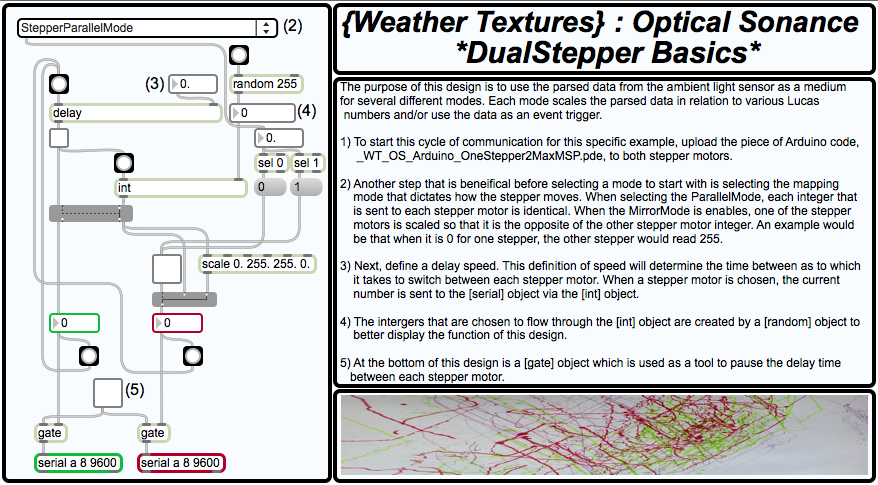 StepperParallelMode
(2)
(3)
0.
random 255
delay
0
(4)
0.
sel 0
sel 1
int
0
1
scale 0. 255. 255. 0.
0
0
(5)
gate
gate
serial a 8 9600
serial a 8 9600
{Weather Textures} : Optical Sonance
*DualStepper Basics*
The purpose of this design is to use the parsed data from the ambient light sensor as a medium
for several different modes. Each mode scales the parsed data in relation to various Lucas
numbers and/or use the data as an event trigger.
1) To start this cycle of communication for this specific example, upload the piece of Arduino code,
_WT_OS_Arduino_OneStepper2MaxMSP.pde, to both stepper motors.
2) Another step that is beneifical before selecting a mode to start with is selecting the mapping
mode that dictates how the stepper moves. When selecting the ParallelMode, each integer that
is sent to each stepper motor is identical. When the MirrorMode is enables, one of the stepper
motors is scaled so that it is the opposite of the other stepper motor integer. An example would
be that when it is 0 for one stepper, the other stepper would read 255.
3) Next, define a delay speed. This definition of speed will determine the time between as to which
it takes to switch between each stepper motor. When a stepper motor is chosen, the current
number is sent to the [serial] object via the [int] object.
4) The intergers that are chosen to flow through the [int] object are created by a [random] object to
better display the function of this design.
5) At the bottom of this design is a [gate] object which is used as a tool to pause the delay time
between each stepper motor.